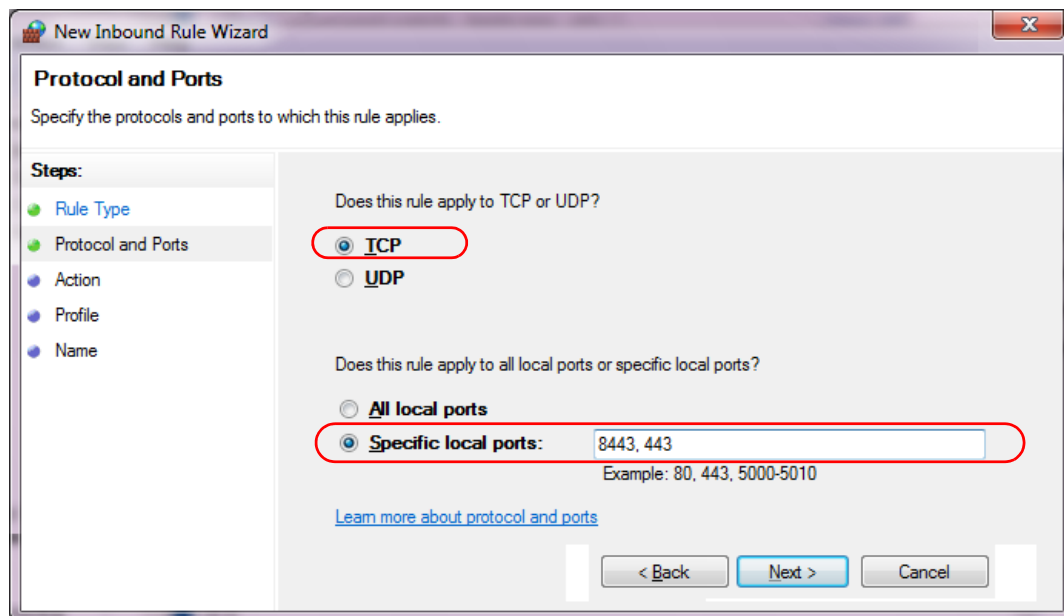 New Inbound Rule Wizard
Protocol and Ports
Specify the protocols and ports to which this rule applies.
Steps:
Rule Type
Protocol and Ports
Action
Profile
Name
Does this rule apply to TCP or UDP?
TCP
UDP
Does this rule apply to all local ports or specific local ports?
All local ports
Specific local ports: 8443, 443
Example: 80, 443, 5000-5010
Learn more about protocol and ports
< Back Next > Cancel